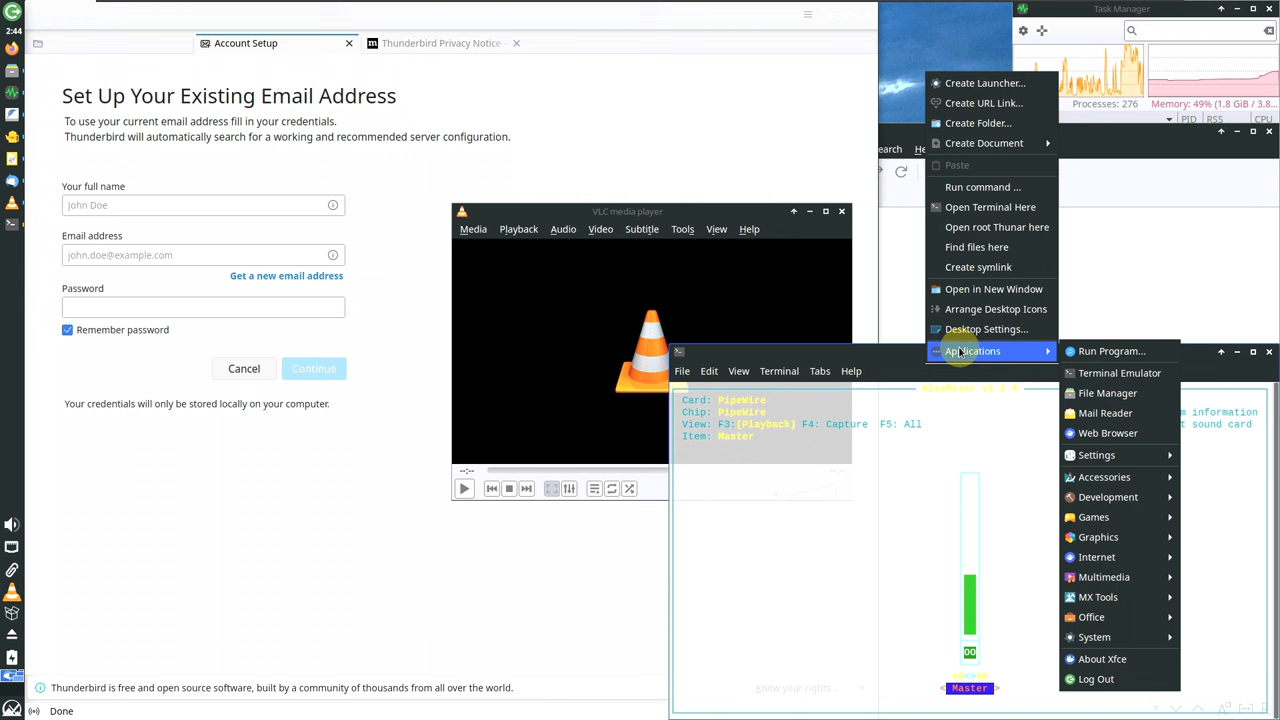 2:44
Account Setup
Thunderbird Privacy Notice
Set Up Your Existing Email Address
To use your current email address fill in your credentials.
Thunderbird will automatically search for a working and recommended server configuration.
Your full name
John Doe
Email address
john.doe@example.com
Get a new email address
Password
Remember password
Cancel
Continue
Your credentials will only be stored locally on your computer.
Thunderbird is free and open source software, built by a community of thousands from all over the world.
Know your rights...
Done
VLC media player
Media Playback Audio Video Subtitle Tools View Help
--:--
--:--
Task Manager
Processes: 276
Memory: 49% (1.8 GiB / 3.8...
PID RSS CPU
earch He
Create Launcher...
Create URL Link...
Create Folder...
Create Document
Paste
Run command ...
Open Terminal Here
Open root Thunar here
Find files here
Create symlink
Open in New Window
Arrange Desktop Icons
Desktop Settings...
Applications
Run Program...
Terminal Emulator
File Manager
Mail Reader
Web Browser
Settings
Accessories
Development
Games
Graphics
Internet
Multimedia
MX Tools
Office
System
About Xfce
Log Out
File Edit View Terminal Tabs Help
Card: PipeWire
Chip: PipeWire
View: F3:[Playback] F4: Capture F5: All
Item: Master
m information
t sound card
OO
< Master >